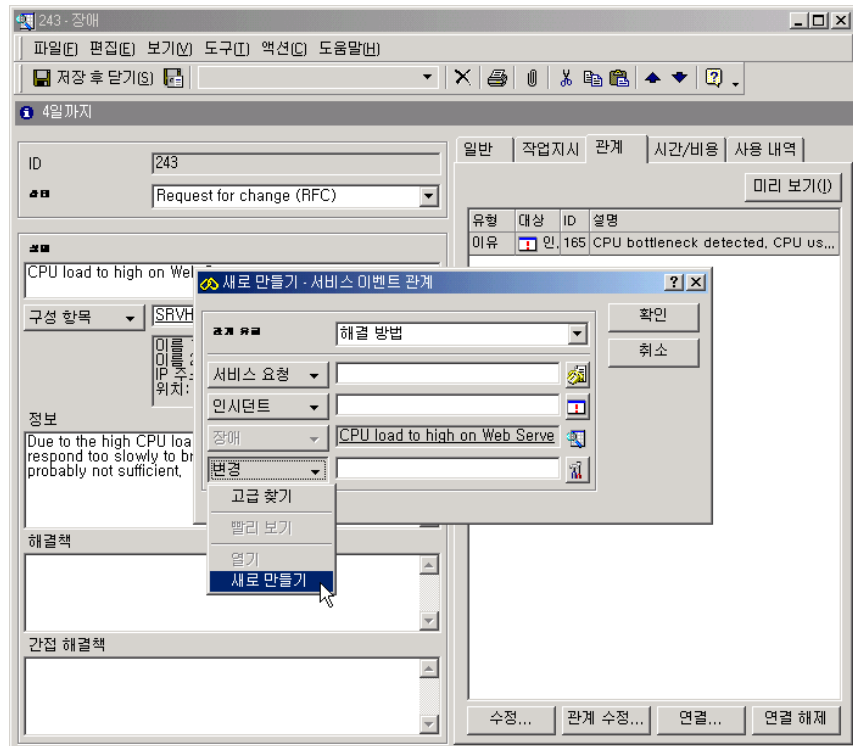 243 - 장애
파일(F) 편집(E) 보기(V) 도구(T) 액션(C) 도움말(H)
저장 후 닫기(S)
4일까지
ID 243
Request for change (RFC)
CPU load to high on Web
구성 항목 SRVH
IP 주
위치:
정보
Due to the high CPU loa
respond too slowly to br
probably not sufficient,
해결책
간접 해결책
일반 작업지시 관계 시간/비용 사용 내역
미리 보기(I)
유형 대상 ID 설명
이유 인. 165 CPU bottleneck detected, CPU us...
새로 만들기 - 서비스 이벤트 관계
관계 유형 해결 방법
확인
취소
서비스 요청
인시던트
장애 CPU load to high on Web Serve
변경
고급 찾기
빨리 보기
열기
새로 만들기
수정... 관계 수정... 연결... 연결 해제